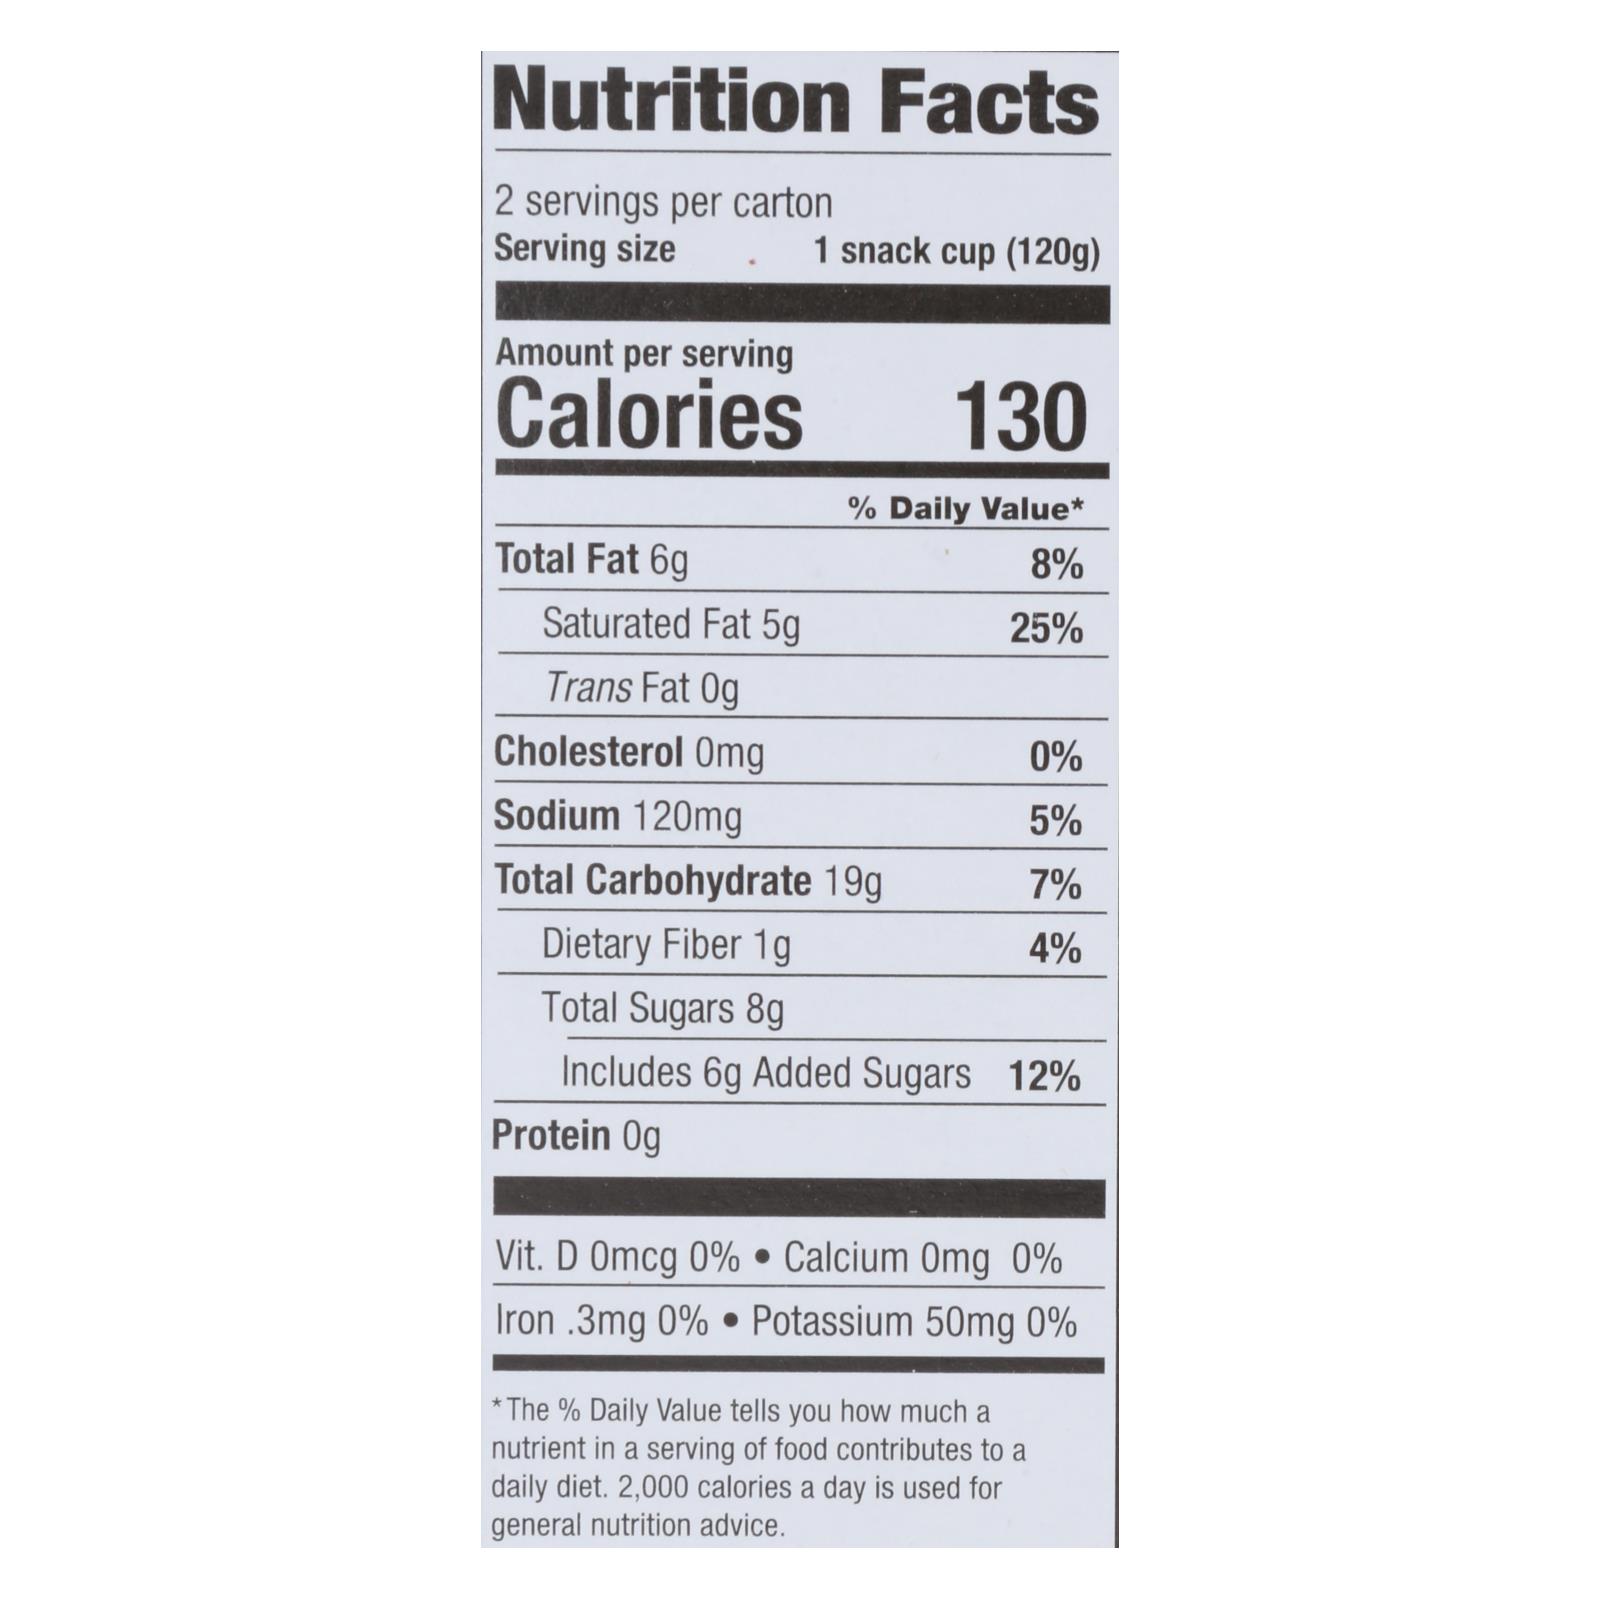 Nutrition Facts
2 servings per carton
Serving size 1 snack cup (120g)
Amount per serving
Calories 130
% Daily Value*
Total Fat 6g 8%
Saturated Fat 5g 25%
Trans Fat 0g
Cholesterol 0mg 0%
Sodium 120mg 5%
Total Carbohydrate 19g 7%
Dietary Fiber 1g 4%
Total Sugars 8g
Includes 6g Added Sugars 12%
Protein 0g
Vit. D 0mcg 0% • Calcium 0mg 0%
Iron .3mg 0% • Potassium 50mg 0%
*The % Daily Value tells you how much a
nutrient in a serving of food contributes to a
daily diet. 2,000 calories a day is used for
general nutrition advice.